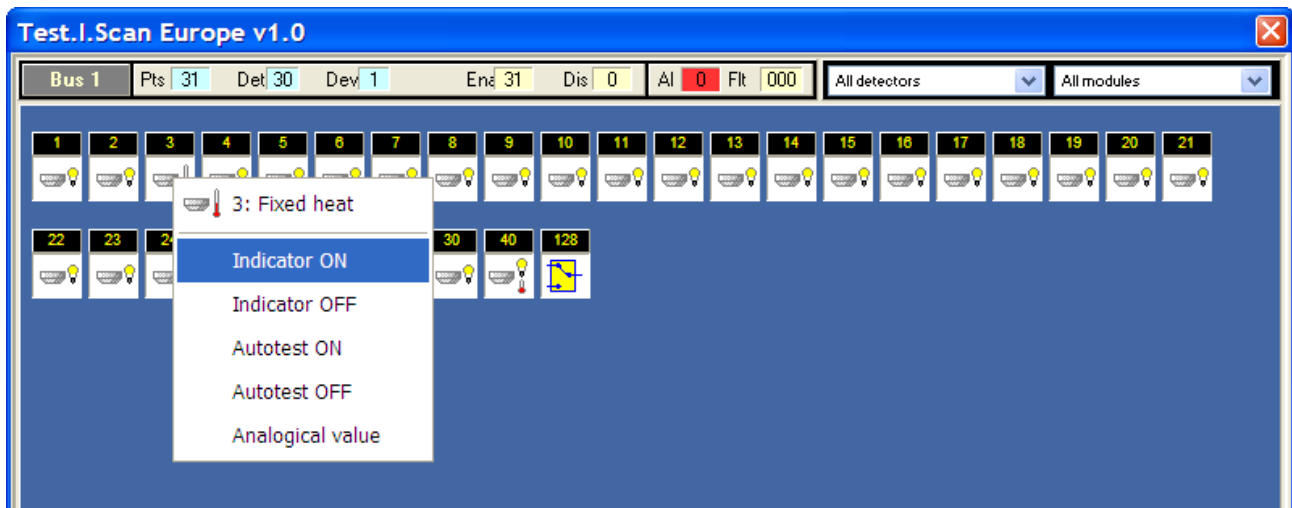 Test.I.Scan Europe v1.0
Bus 1 Pts 31 Det 30 Dev 1 Ena 31 Dis 0 Al 0 Flt 000 All detectors All modules
1 2 3 4 5 6 7 8 9 10 11 12 13 14 15 16 17 18 19 20 21
3: Fixed heat
22 23 30 40 128
Indicator ON
Indicator OFF
Autotest ON
Autotest OFF
Analogical value